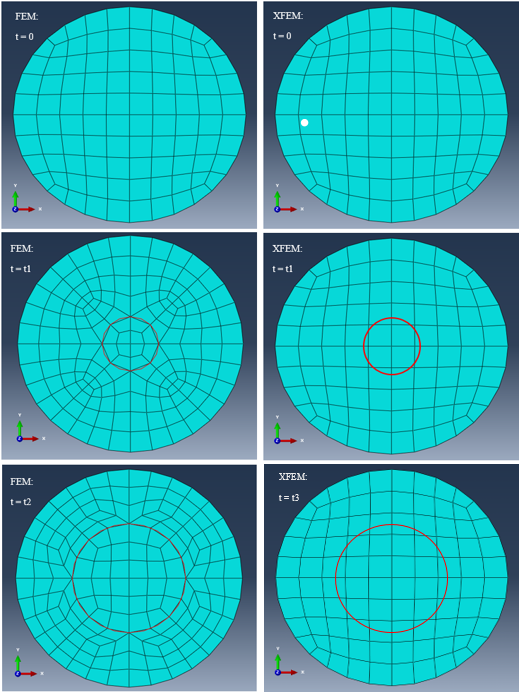 FEM:
t = 0
XFEM:
t = 0
Y
Z
X
Y
Z
X
FEM:
t = t1
XFEM:
t = t1
Y
Z
X
Y
Z
X
FEM:
t = t2
XFEM:
t = t3
Y
Z
X
Y
Z
X